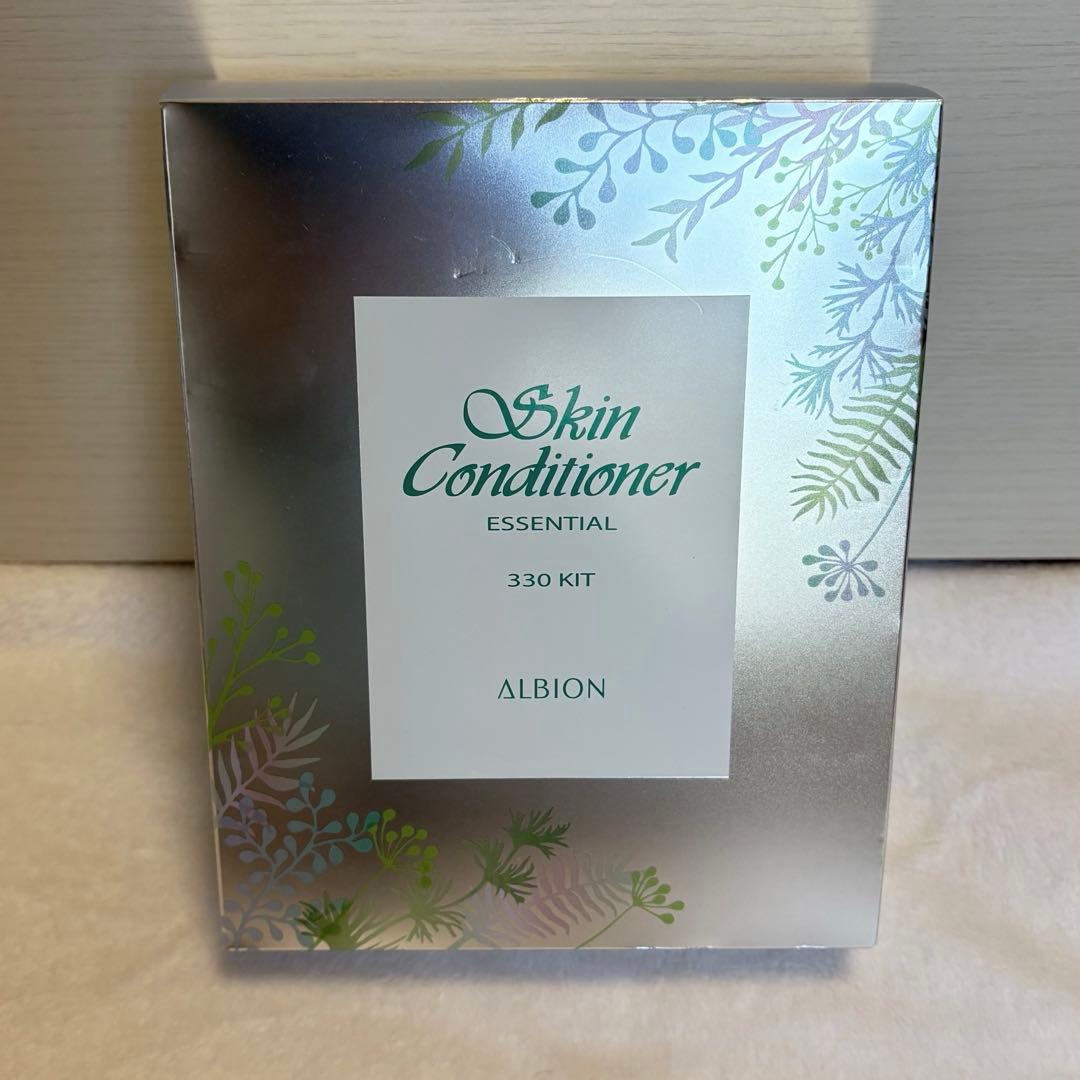 Skin
Conditioner
ESSENTIAL
330 KIT
ALBION